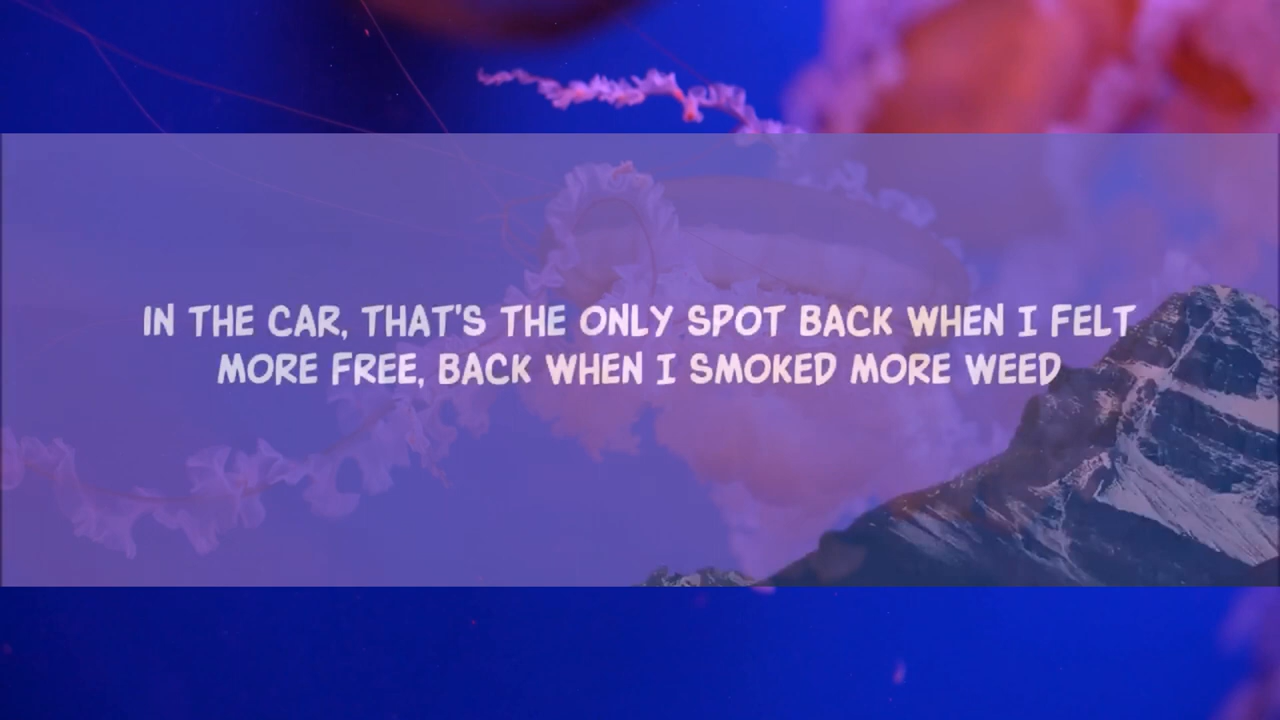 IN THE CAR, THAT'S THE ONLY SPOT BACK WHEN I FELT
MORE FREE, BACK WHEN I SMOKED MORE WEED